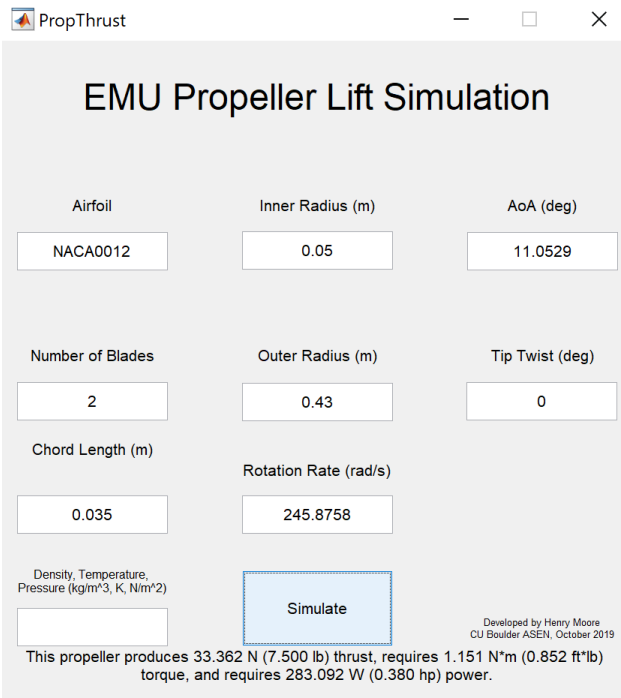 PropThrust
EMU Propeller Lift Simulation
Airfoil
Inner Radius (m)
AoA (deg)
NACA0012
0.05
11.0529
Number of Blades
Outer Radius (m)
Tip Twist (deg)
2
0.43
0
Chord Length (m)
Rotation Rate (rad/s)
0.035
245.8758
Density, Temperature,
Pressure (kg/m^3, K, N/m^2)
Simulate
Developed by Henry Moore
CU Boulder ASEN, October 2019
This propeller produces 33.362 N (7.500 lb) thrust, requires 1.151 N*m (0.852 ft*lb)
torque, and requires 283.092 W (0.380 hp) power.